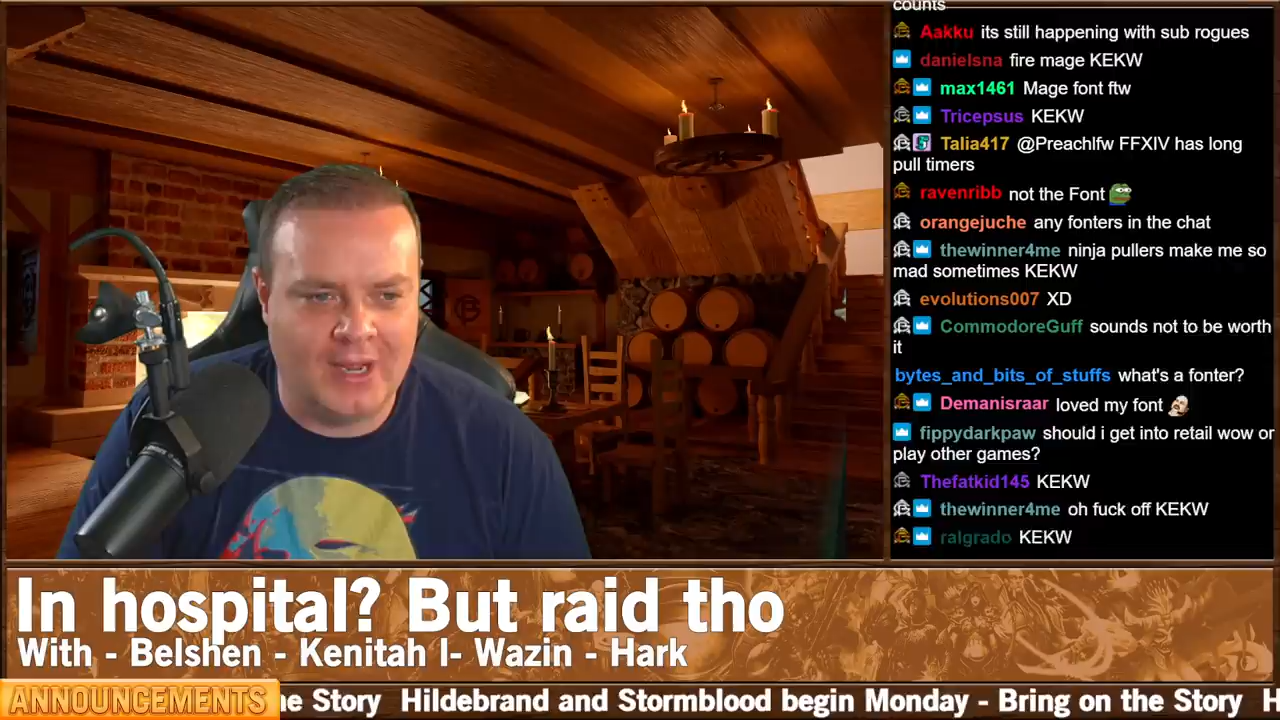 counts
Aakku its still happening with sub rogues
danielsna fire mage KEKW
max1461 Mage font ftw
Tricepsus KEKW
Talia417 @Preachlfw FFXIV has long
pull timers
ravenribb not the Font
orangejuche any fonters in the chat
thewinner4me ninja pullers make me so
mad sometimes KEKW
evolutions007 XD
CommodoreGuff sounds not to be worth
it
bytes_and_bits_of_stuffs what's a fonter?
Demanisraar loved my font
fippydarkpaw should i get into retail wow or
play other games?
Thefatkid145 KEKW
thewinner4me oh fuck off KEKW
ralgrado KEKW
In hospital? But raid tho
With - Belshen - Kenitah I- Wazin - Hark
ANNOUNCEMENTS
he Story Hildebrand and Stormblood begin Monday - Bring on the Story H